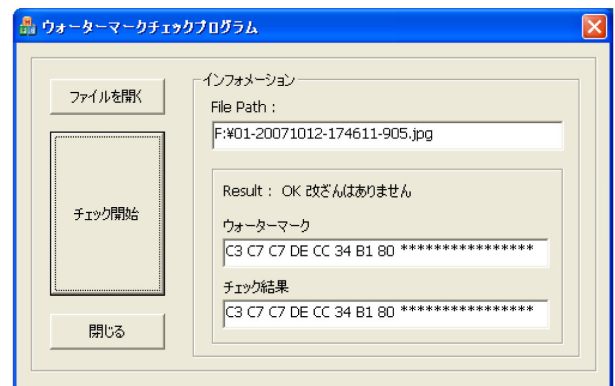 ウォーターマークチェックプログラム
ファイルを開く
チェック開始
閉じる
インフォメーション
File Path :
F:¥01-20071012-174611-905.jpg
Result : OK 改ざんはありません
ウォーターマーク
C3 C7 C7 DE CC 34 B1 80 ****************
チェック結果
C3 C7 C7 DE CC 34 B1 80 ****************